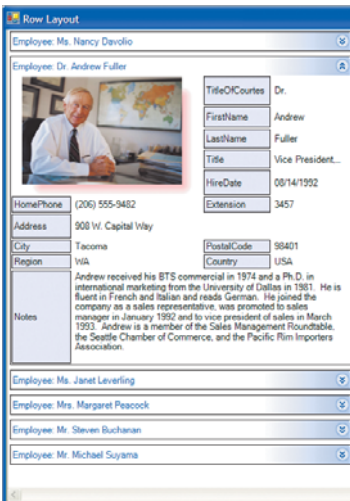 Row Layout
Employee: Ms. Nancy Davolio
Employee: Dr. Andrew Fuller
TitleOfCourtes Dr.
FirstName Andrew
LastName Fuller
Title Vice President...
HireDate 08/14/1992
HomePhone (206) 555-9482 Extension 3457
Address 908 W. Capital Way
City Tacoma PostalCode 98401
Region WA Country USA
Notes
Andrew received his BTS commercial in 1974 and a Ph.D. in
international marketing from the University of Dallas in 1981. He is
fluent in French and Italian and reads German. He joined the
company as a sales representative, was promoted to sales
manager in January 1992 and to vice president of sales in March
1993. Andrew is a member of the Sales Management Roundtable,
the Seattle Chamber of Commerce, and the Pacific Rim Importers
Association.
Employee: Ms. Janet Leverling
Employee: Mrs. Margaret Peacock
Employee: Mr. Steven Buchanan
Employee: Mr. Michael Suyama